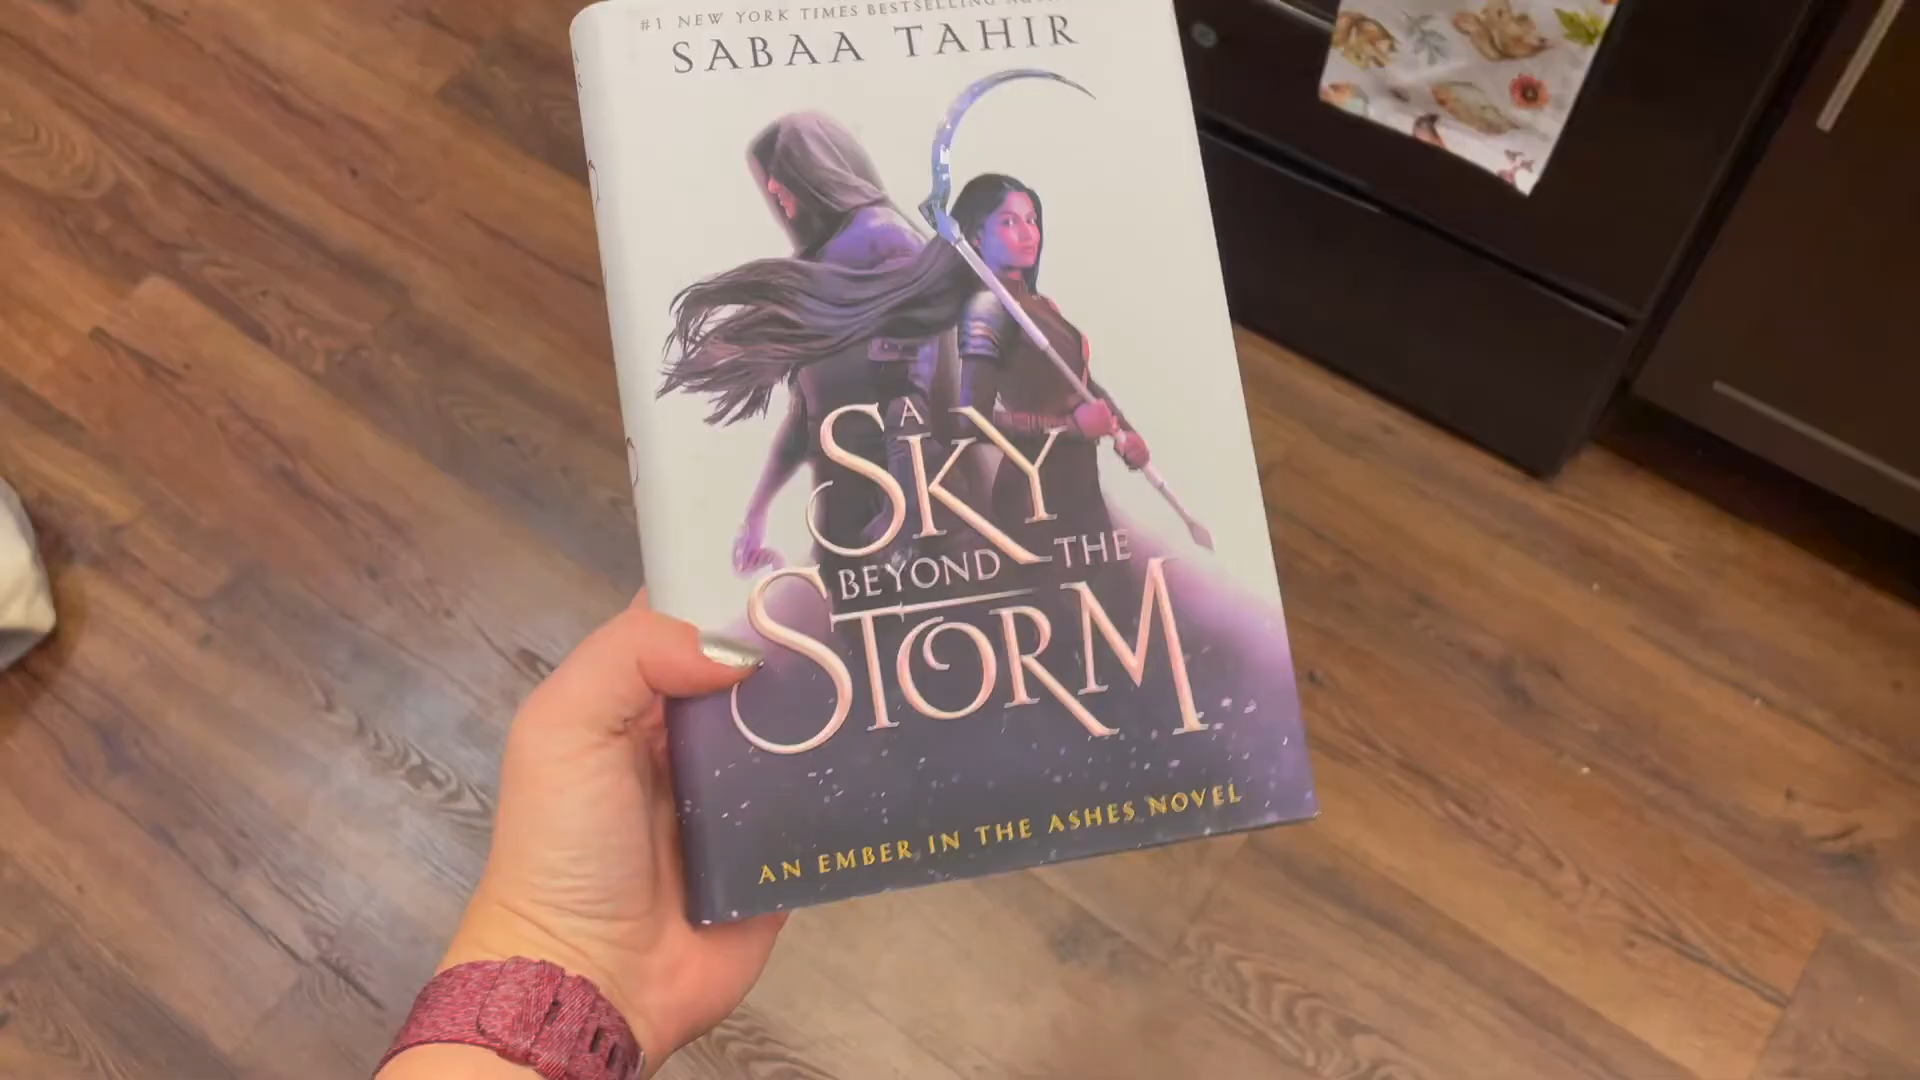 #1 NEW YORK TIMES BESTSELLING
SABAA TAHIR
A
SKY
BEYOND THE
STORM
AN EMBER IN THE ASHES NOVEL